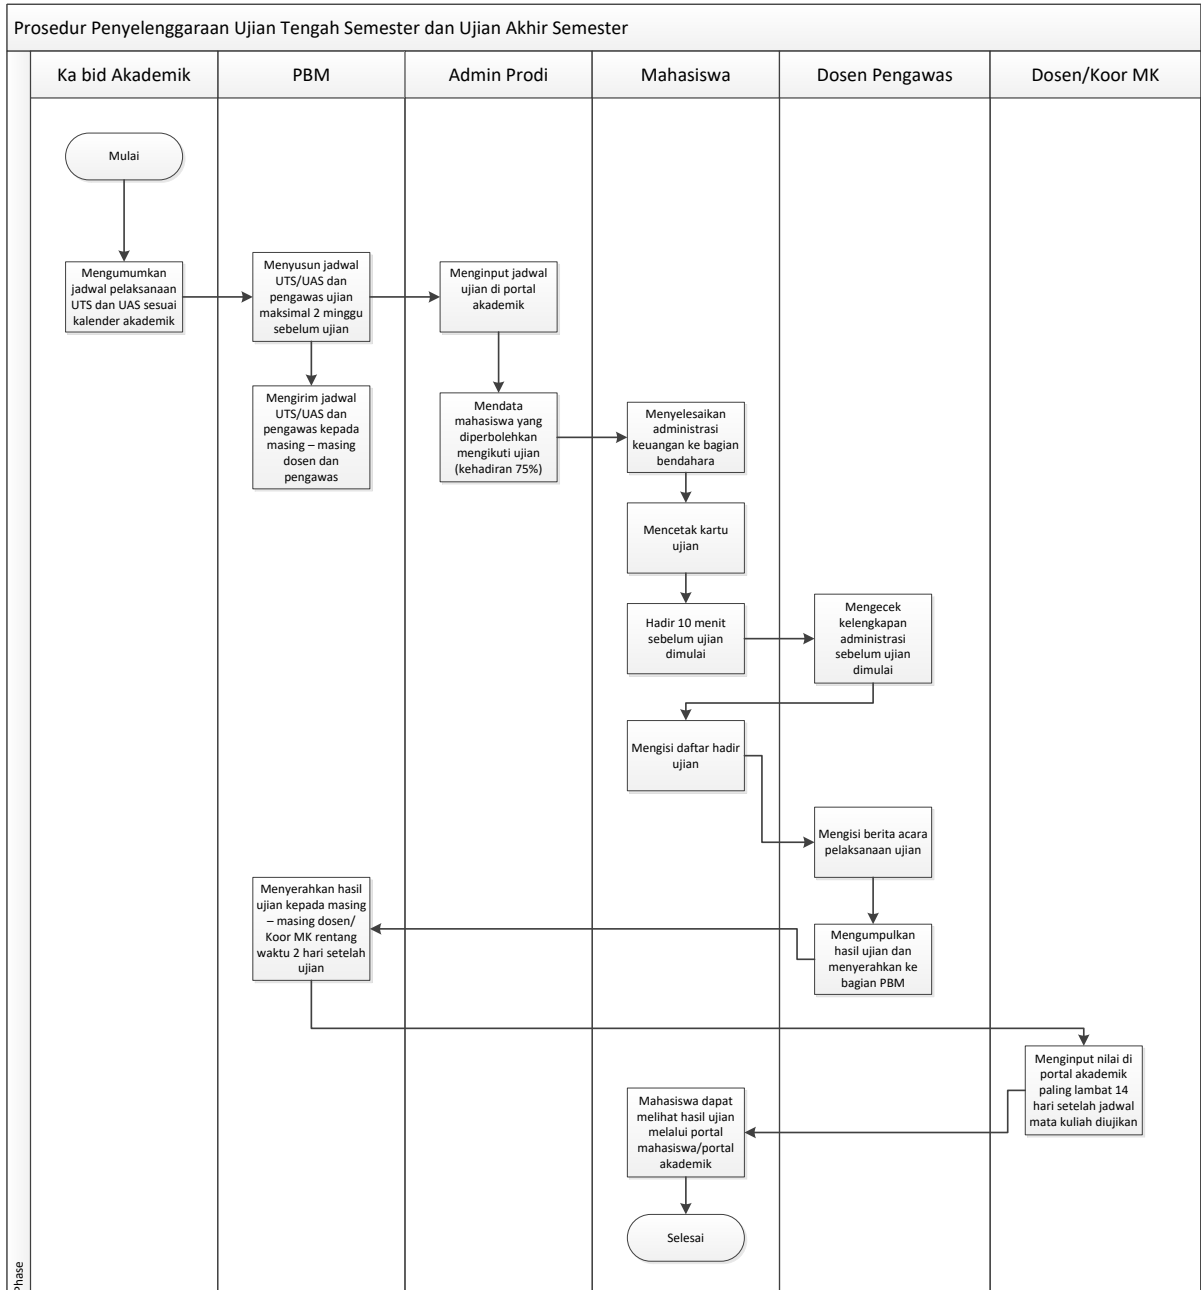 Prosedur Penyelenggaraan Ujian Tengah Semester dan Ujian Akhir Semester
Ka bid Akademik
PBM
Admin Prodi
Mahasiswa
Dosen Pengawas
Dosen/Koor MK
Mulai
Mengumumkan
jadwal pelaksanaan
UTS dan UAS sesuai
kalender akademik
Menyusun jadwal
UTS/UAS dan
pengawas ujian
maksimal 2 minggu
sebelum ujian
Menginput jadwal
ujian di portal
akademik
Mengirim jadwal
UTS/UAS dan
pengawas kepada
masing – masing
dosen dan
pengawas
Mendata
mahasiswa yang
diperbolehkan
mengikuti ujian
(kehadiran 75%)
Menyelesaikan
administrasi
keuangan ke bagian
bendahara
Mencetak kartu
ujian
Hadir 10 menit
sebelum ujian
dimulai
Mengecek
kelengkapan
administrasi
sebelum ujian
dimulai
Mengisi daftar hadir
ujian
Mengisi berita acara
pelaksanaan ujian
Mengumpulkan
hasil ujian dan
menyerahkan ke
bagian PBM
Menyerahkan hasil
ujian kepada masing
– masing dosen/
Koor MK rentang
waktu 2 hari setelah
ujian
Menginput nilai di
portal akademik
paling lambat 14
hari setelah jadwal
mata kuliah diujikan
Mahasiswa dapat
melihat hasil ujian
melalui portal
mahasiswa/portal
akademik
Selesai
Phase